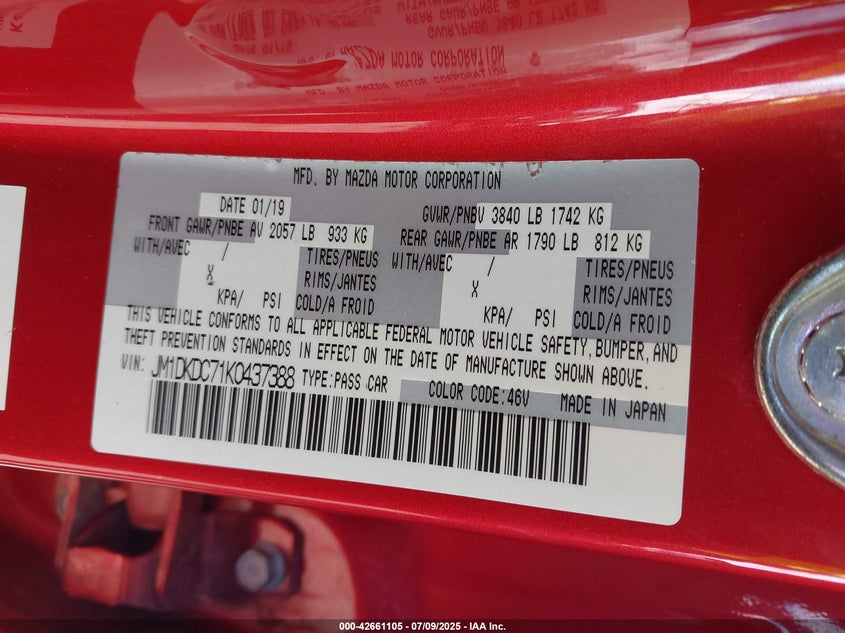 MFD. BY MAZDA MOTOR CORPORATION
DATE 01/19 GVWR/PNBV 3840 LB 1742 KG
FRONT GAWR/PNBE AV 2057 LB 933 KG REAR GAWR/PNBE AR 1790 LB 812 KG
WITH/AVEC / TIRES/PNEUS WITH/AVEC / TIRES/PNEUS
X RIMS/JANTES X RIMS/JANTES
KPA/ PSI COLD/A FROID KPA/ PSI COLD/A FROID
THIS VEHICLE CONFORMS TO ALL APPLICABLE FEDERAL MOTOR VEHICLE SAFETY, BUMPER, AND
THEFT PREVENTION STANDARDS IN EFFECT ON THE DATE OF MANUFACTURE SHOWN ABOVE.
VIN: JM1DKDC71K0437388 TYPE: PASS CAR COLOR CODE: 46V MADE IN JAPAN
000-42661105 - 07/09/2025 - IAA Inc.